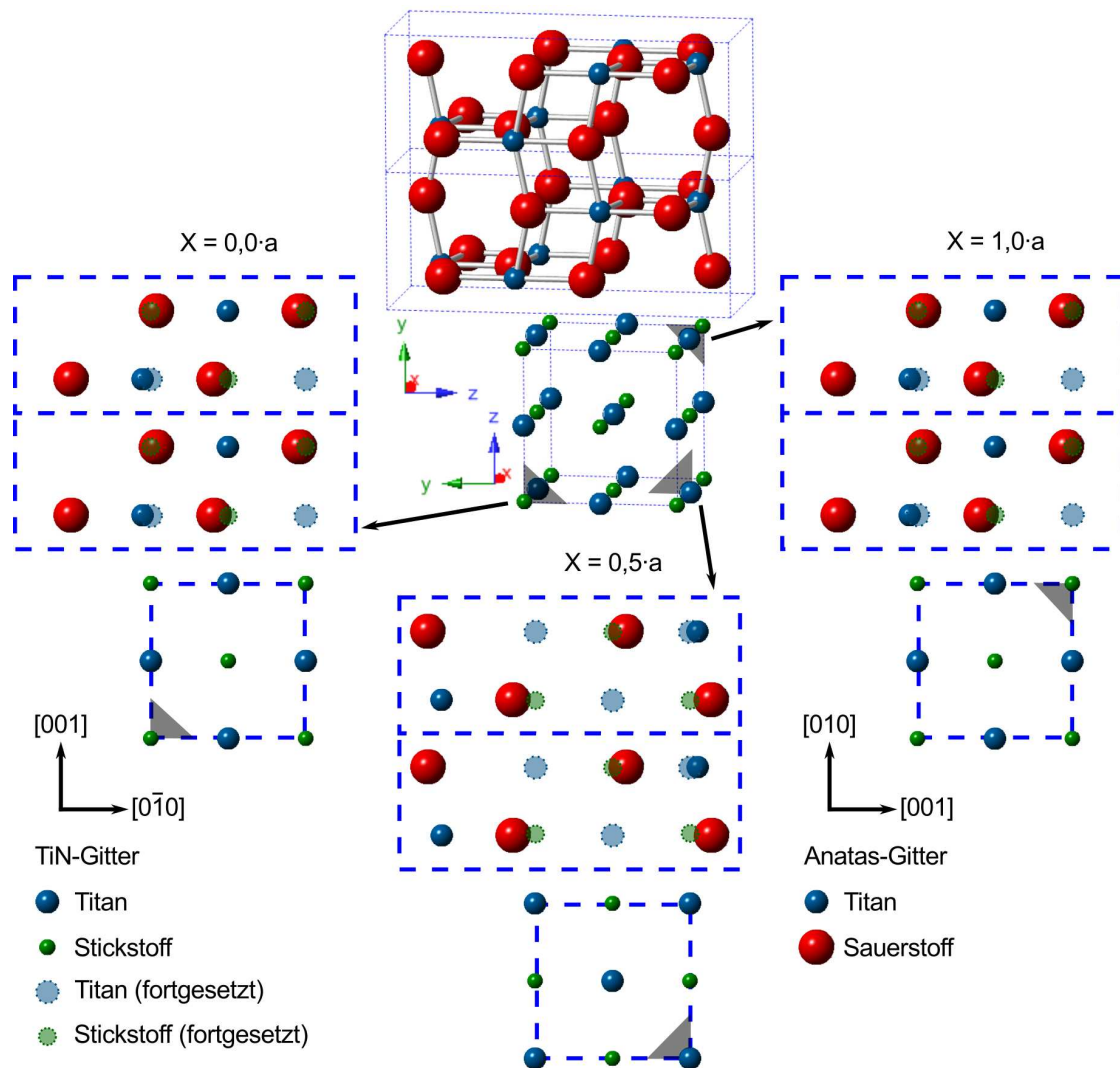 X = 0,0·a
X = 1,0·a
y
x
z
z
x
y
X = 0,5·a
[001]
[01̄0]
[010]
[001]
TiN-Gitter
Titan
Stickstoff
Titan (fortgesetzt)
Stickstoff (fortgesetzt)
Anatas-Gitter
Titan
Sauerstoff